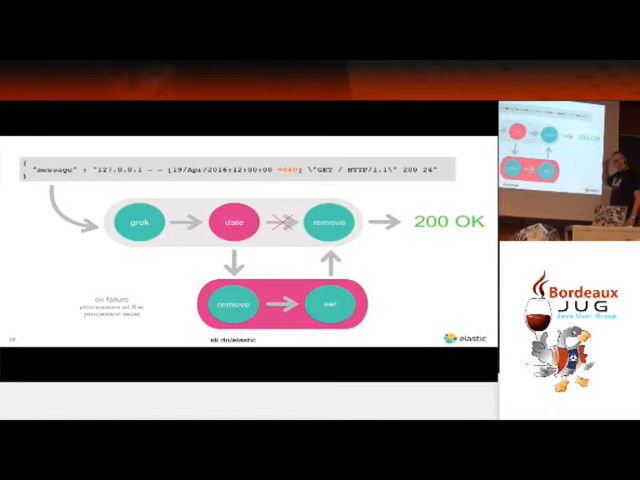 {
"message" : "127.0.0.1 - - [19/Apr/2016:12:00:00 +040] \"GET / HTTP/1.1\" 200 24"
}
grok
date
remove
200 OK
remove
set
on failure
processors at the
processor level
elastic
Bordeaux
JUG
Java User Group
200 OK